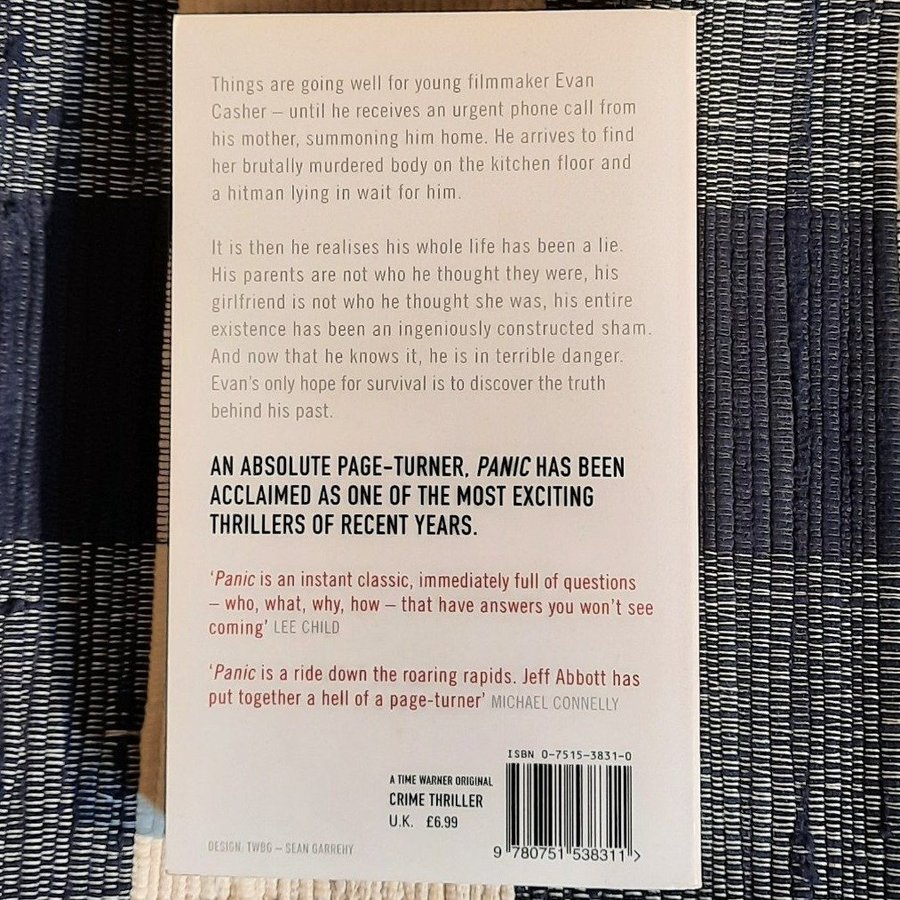 Things are going well for young filmmaker Evan
Casher – until he receives an urgent phone call from
his mother, summoning him home. He arrives to find
her brutally murdered body on the kitchen floor and
a hitman lying in wait for him.
It is then he realises his whole life has been a lie.
His parents are not who he thought they were, his
girlfriend is not who he thought she was, his entire
existence has been an ingeniously constructed sham.
And now that he knows it, he is in terrible danger.
Evan's only hope for survival is to discover the truth
behind his past.
AN ABSOLUTE PAGE-TURNER, PANIC HAS BEEN
ACCLAIMED AS ONE OF THE MOST EXCITING
THRILLERS OF RECENT YEARS.
'Panic is an instant classic, immediately full of questions
– who, what, why, how – that have answers you won't see
coming' LEE CHILD
'Panic is a ride down the roaring rapids. Jeff Abbott has
put together a hell of a page-turner' MICHAEL CONNELLY
ISBN 0-7515-3831-0
A TIME WARNER ORIGINAL
CRIME THRILLER
U.K. £6.99
9 780751 538311 >
DESIGN: TWBG – SEAN GARREHY